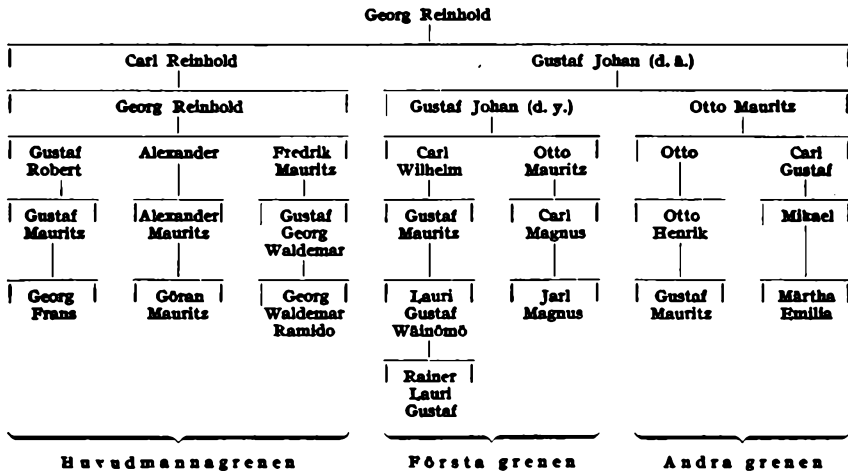 Georg Reinhold
Carl Reinhold Gustaf Johan (d. ä.)
Georg Reinhold Gustaf Johan (d. y.) Otto Mauritz
Gustaf Alexander Fredrik Carl Otto Otto Carl
Robert Mauritz Wilhelm Mauritz Gustaf
Gustaf Alexander Gustaf Gustaf Carl Otto Mikael
Mauritz Mauritz Georg Mauritz Magnus Henrik
Waldemar
Georg Göran Georg Lauri Jarl Gustaf Märtha
Frans Mauritz Waldemar Gustaf Magnus Mauritz Emilia
Ramido Wäinömö
Rainer
Lauri
Gustaf
Huvudmannagrenen Första grenen Andra grenen